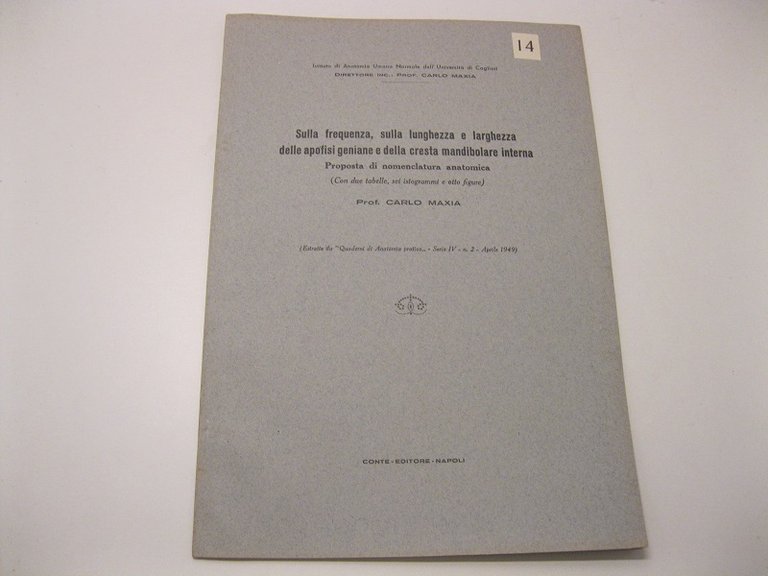 14
Istituto di Anatomia Umana Normale dell'Università di Cagliari
DIRETTORE INC.: PROF. CARLO MAXIA
Sulla frequenza, sulla lunghezza e larghezza
delle apofisi geniane e della cresta mandibolare interna
Proposta di nomenclatura anatomica
(Con due tabelle, sei istogrammi e otto figure)
Prof. CARLO MAXIA
(Estratto da "Quaderni di Anatomia pratica„ - Serie IV - n. 2 - Aprile 1949)
CONTE - EDITORE - NAPOLI